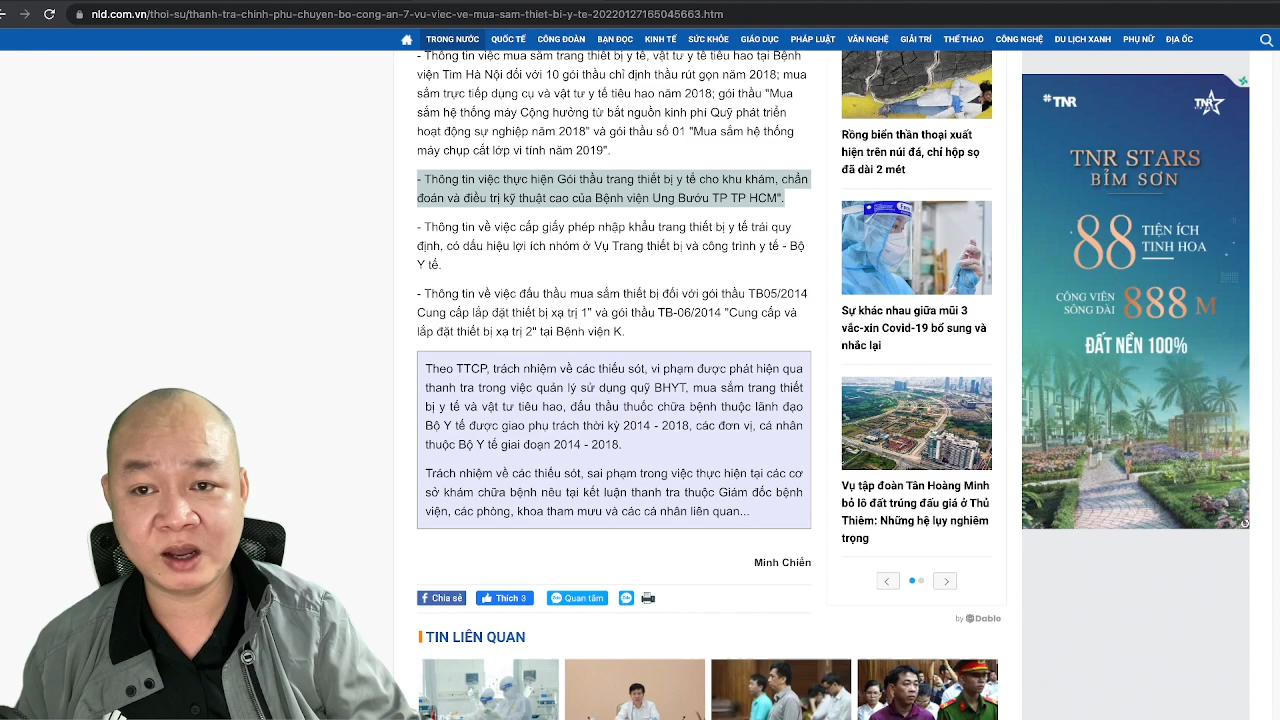 nld.com.vn/thoi-su/thanh-tra-chinh-phu-chuyen-bo-cong-an-7-vu-viec-ve-mua-sam-thiet-bi-y-te-20220127165045663.htm
TRONG NƯỚC QUỐC TẾ CÔNG ĐOÀN BẠN ĐỌC KINH TẾ SỨC KHỎE GIÁO DỤC PHÁP LUẬT VĂN NGHỆ GIẢI TRÍ THỂ THAO CÔNG NGHỆ DU LỊCH XANH PHỤ NỮ ĐỊA ỐC
- Thông tin việc mua sắm thiết bị y tế, vật tư y tế tiêu hao tại Bệnh
viện Tim Hà Nội đối với 10 gói thầu chỉ định thầu rút gọn năm 2018; mua
sắm trực tiếp dụng cụ và vật tư y tế tiêu hao năm 2018; gói thầu "Mua
sắm hệ thống máy Cộng hưởng từ bằng nguồn kinh phí Quỹ phát triển
hoạt động sự nghiệp năm 2018" và gói thầu số 01 "Mua sắm hệ thống
máy chụp cắt lớp vi tính năm 2019".
- Thông tin việc thực hiện Gói thầu trang thiết bị y tế cho khu khám, chẩn
đoán và điều trị kỹ thuật cao của Bệnh viện Ung Bướu TP TP HCM".
- Thông tin về việc cấp giấy phép nhập khẩu trang thiết bị y tế trái quy
định, có dấu hiệu lợi ích nhóm ở Vụ Trang thiết bị và công trình y tế - Bộ
Y tế.
- Thông tin về việc đấu thầu mua sắm thiết bị đối với gói thầu TB05/2014
Cung cấp lắp đặt thiết bị xạ trị 1" và gói thầu TB-06/2014 "Cung cấp và
lắp đặt thiết bị xạ trị 2" tại Bệnh viện K.
Theo TTCP, trách nhiệm về các thiếu sót, vi phạm được phát hiện qua
thanh tra trong việc quản lý sử dụng quỹ BHYT, mua sắm trang thiết
bị y tế và vật tư tiêu hao, đấu thầu thuốc chữa bệnh thuộc lãnh đạo
Bộ Y tế được giao phụ trách thời kỳ 2014 - 2018, các đơn vị, cá nhân
thuộc Bộ Y tế giai đoạn 2014 - 2018.
Trách nhiệm về các thiếu sót, sai phạm trong việc thực hiện tại các cơ
sở khám chữa bệnh nêu tại kết luận thanh tra thuộc Giám đốc bệnh
viện, các phòng, khoa tham mưu và các cá nhân liên quan...
Minh Chiến
Chia sẻ Thích 3 Quan tâm
TIN LIÊN QUAN
Rồng biển thần thoại xuất
hiện trên núi đá, chỉ hộp sọ
đã dài 2 mét
Sự khác nhau giữa mũi 3
vắc-xin Covid-19 bổ sung và
nhắc lại
Vụ tập đoàn Tân Hoàng Minh
bỏ lô đất trúng đấu giá ở Thủ
Thiêm: Những hệ lụy nghiêm
trọng
by Dablo
#TNR
TNR
TNR STARS
BỈM SƠN
88 TIỆN ÍCH
TINH HOA
CÔNG VIÊN
SÔNG DÀI 888 M
ĐẤT NỀN 100%